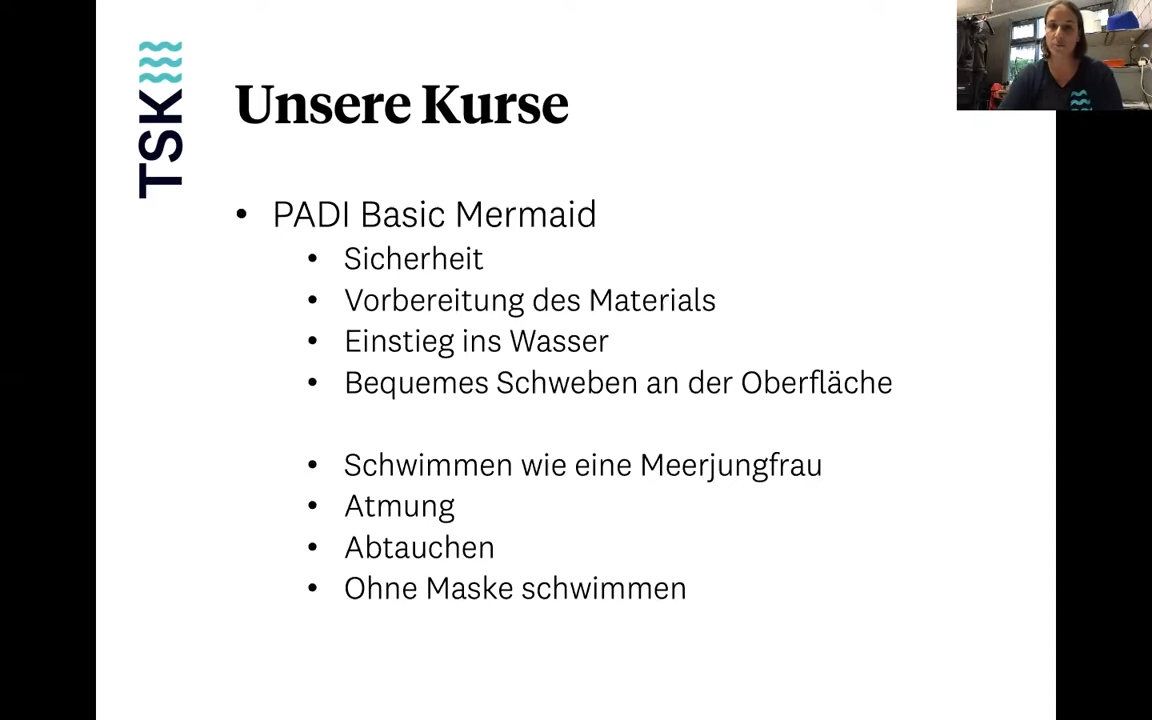 TSK
Unsere Kurse
• PADI Basic Mermaid
• Sicherheit
• Vorbereitung des Materials
• Einstieg ins Wasser
• Bequemes Schweben an der Oberfläche
• Schwimmen wie eine Meerjungfrau
• Atmung
• Abtauchen
• Ohne Maske schwimmen